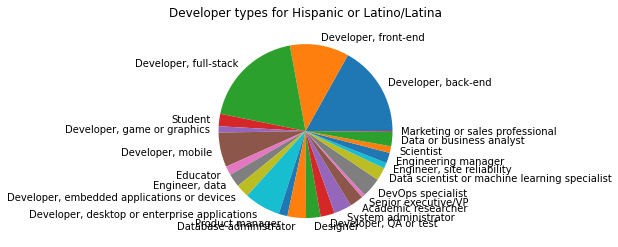 Developer types for Hispanic or Latino/Latina
Developer, front-end
Developer, full-stack
Developer, back-end
Student
Developer, game or graphics
Developer, mobile
Educator
Engineer, data
Developer, embedded applications or devices
Developer, desktop or enterprise applications
Product manager
Database administrator
Designer
Developer, QA or test
System administrator
Academic researcher
Senior executive/VP
DevOps specialist
Data scientist or machine learning specialist
Engineer, site reliability
Engineering manager
Scientist
Data or business analyst
Marketing or sales professional